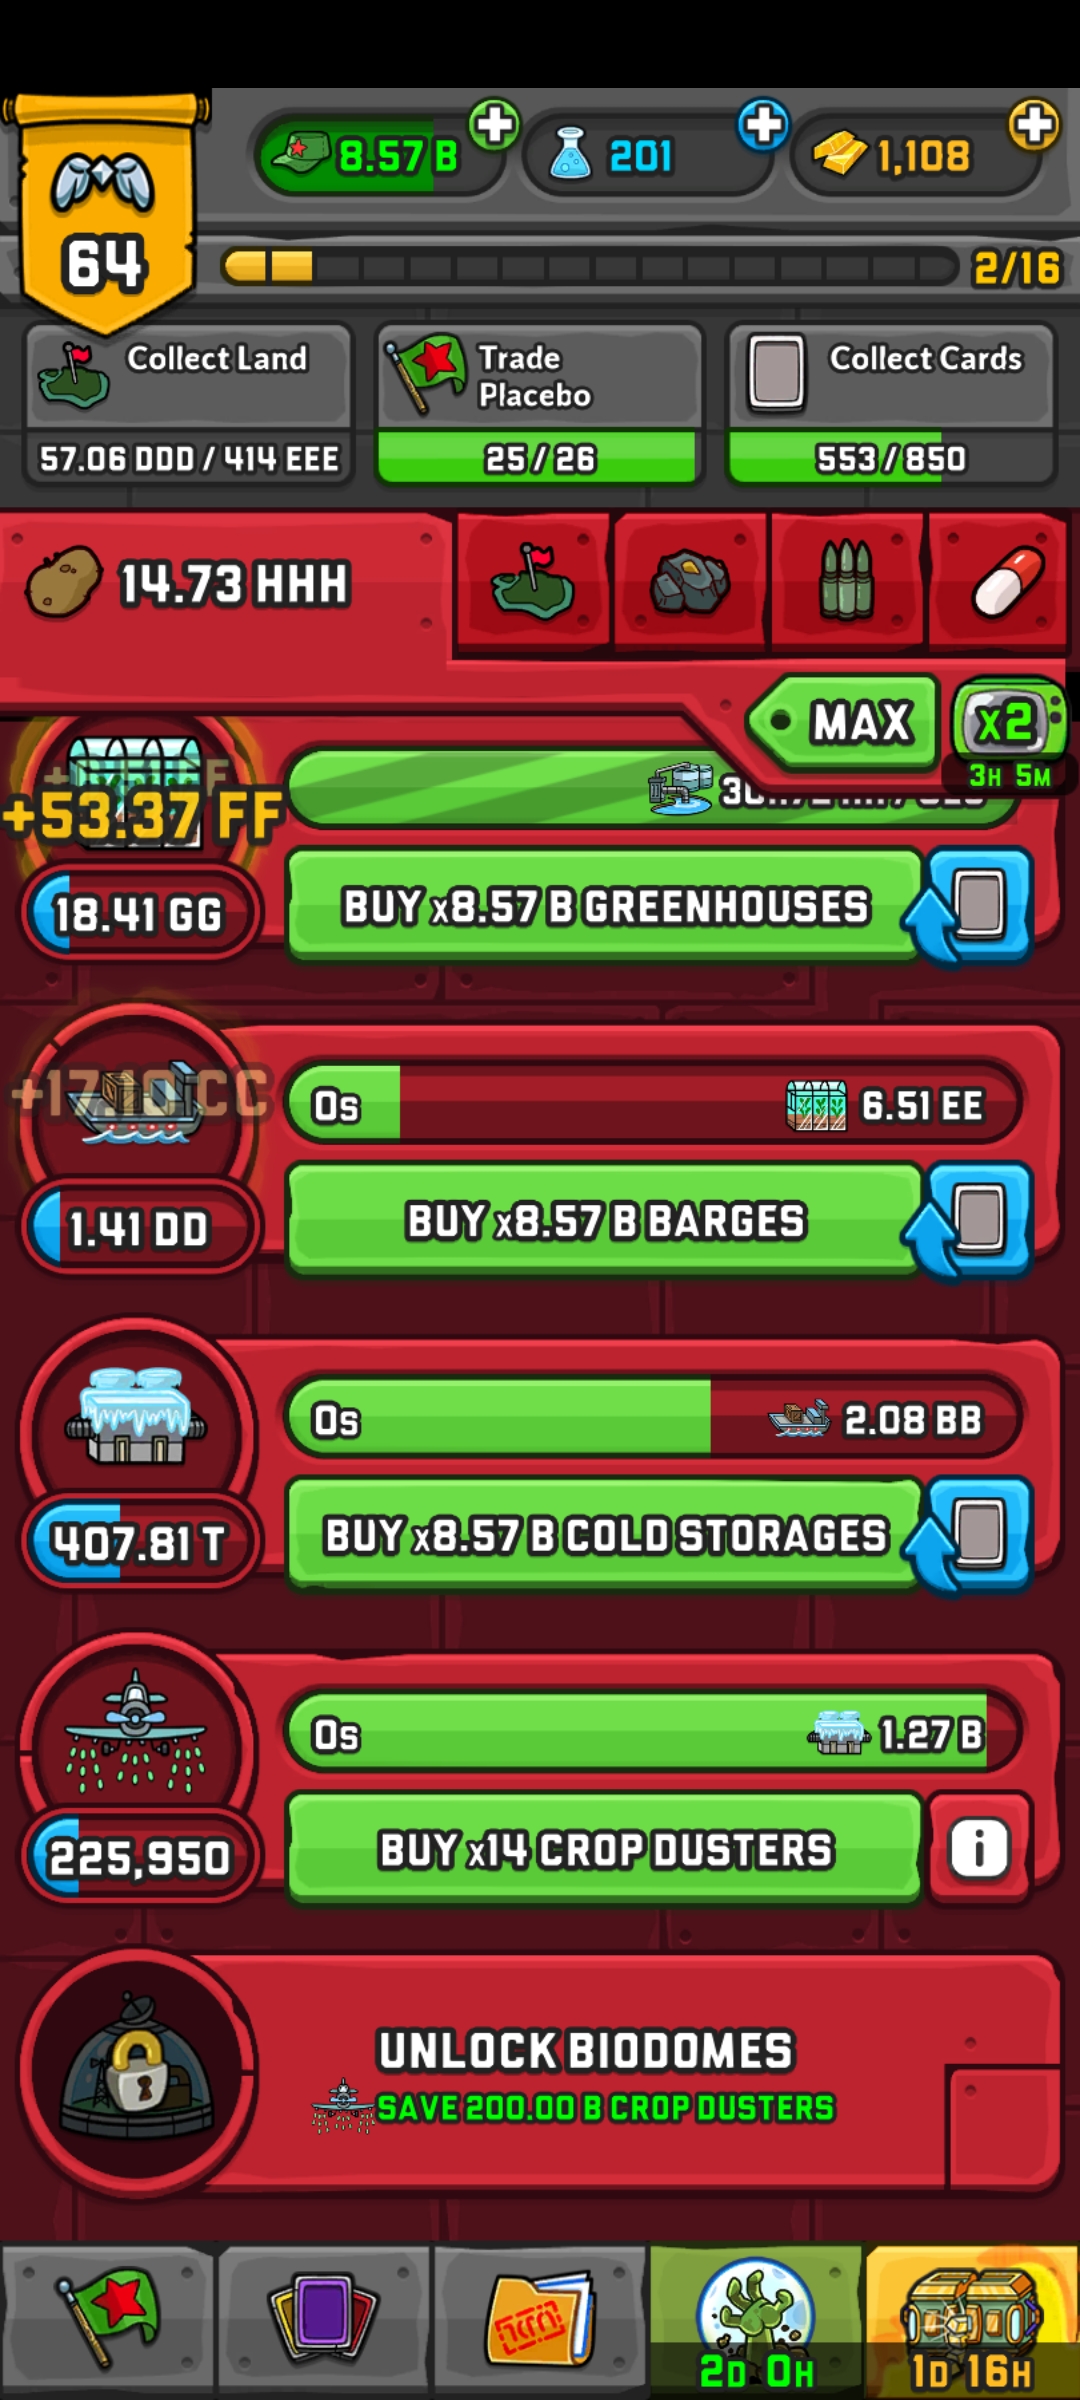 8.57 B
201
1,108
64
2/16
Collect Land
57.06 DDD / 414 EEE
Trade
Placebo
25 / 26
Collect Cards
553 / 850
14.73 HHH
MAX
x2
3H 5M
+53.37 FF
18.41 GG
BUY x8.57 B GREENHOUSES
+17.10 CC
0s
6.51 EE
1.41 DD
BUY x8.57 B BARGES
0s
2.08 BB
407.81 T
BUY x8.57 B COLD STORAGES
0s
1.27 B
225,950
BUY x14 CROP DUSTERS
i
UNLOCK BIODOMES
SAVE 200.00 B CROP DUSTERS
2D 0H
1D 16H